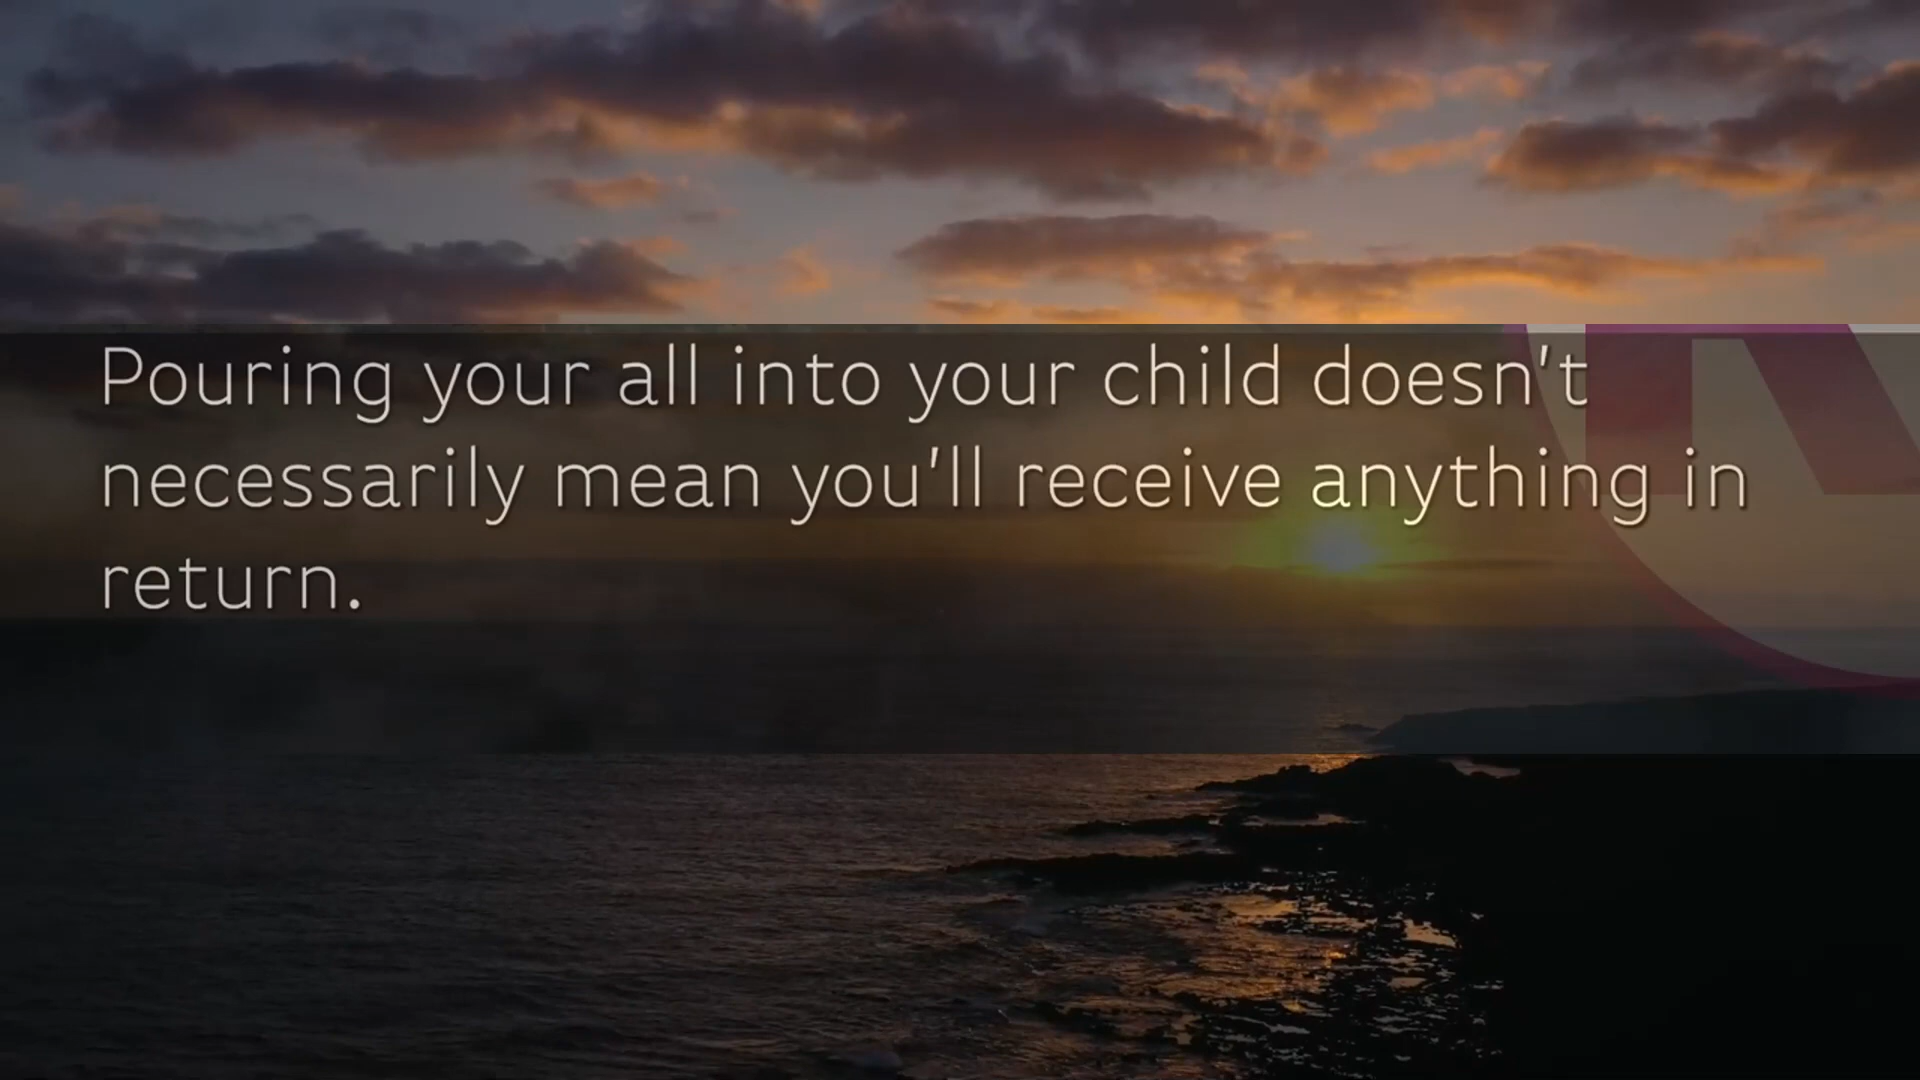 Pouring your all into your child doesn't
necessarily mean you'll receive anything in
return.